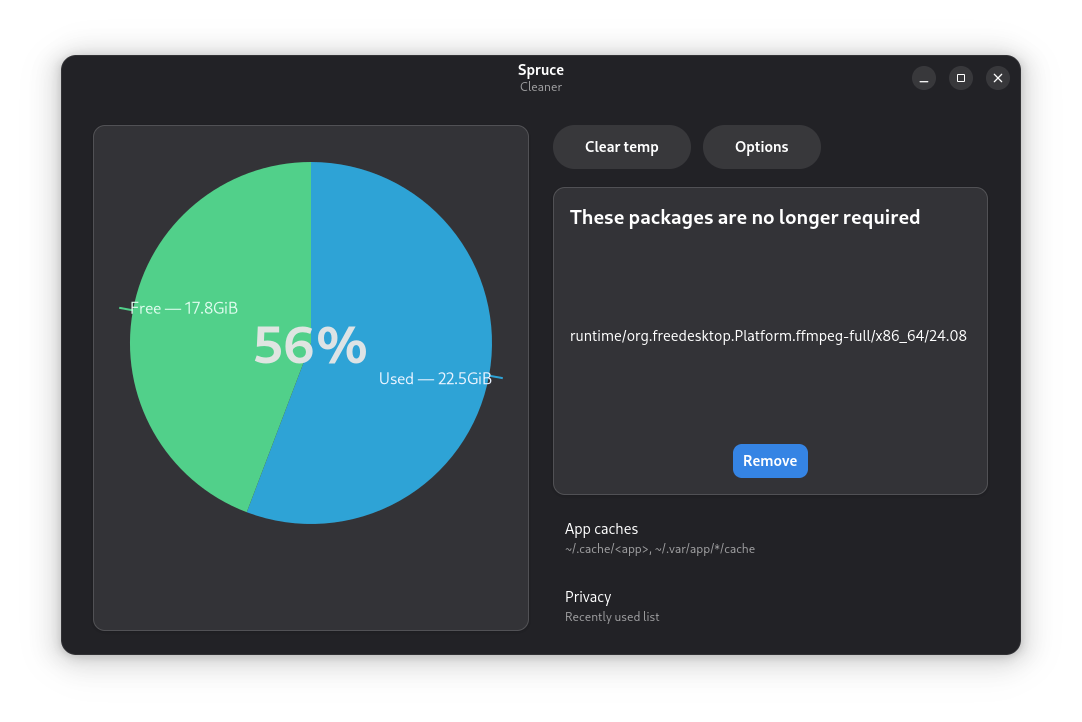 Spruce
Cleaner
Free — 17.8GiB
56%
Used — 22.5GiB
Clear temp
Options
These packages are no longer required
runtime/org.freedesktop.Platform.ffmpeg-full/x86_64/24.08
Remove
App caches
~/.cache/<app>, ~/.var/app/*/cache
Privacy
Recently used list